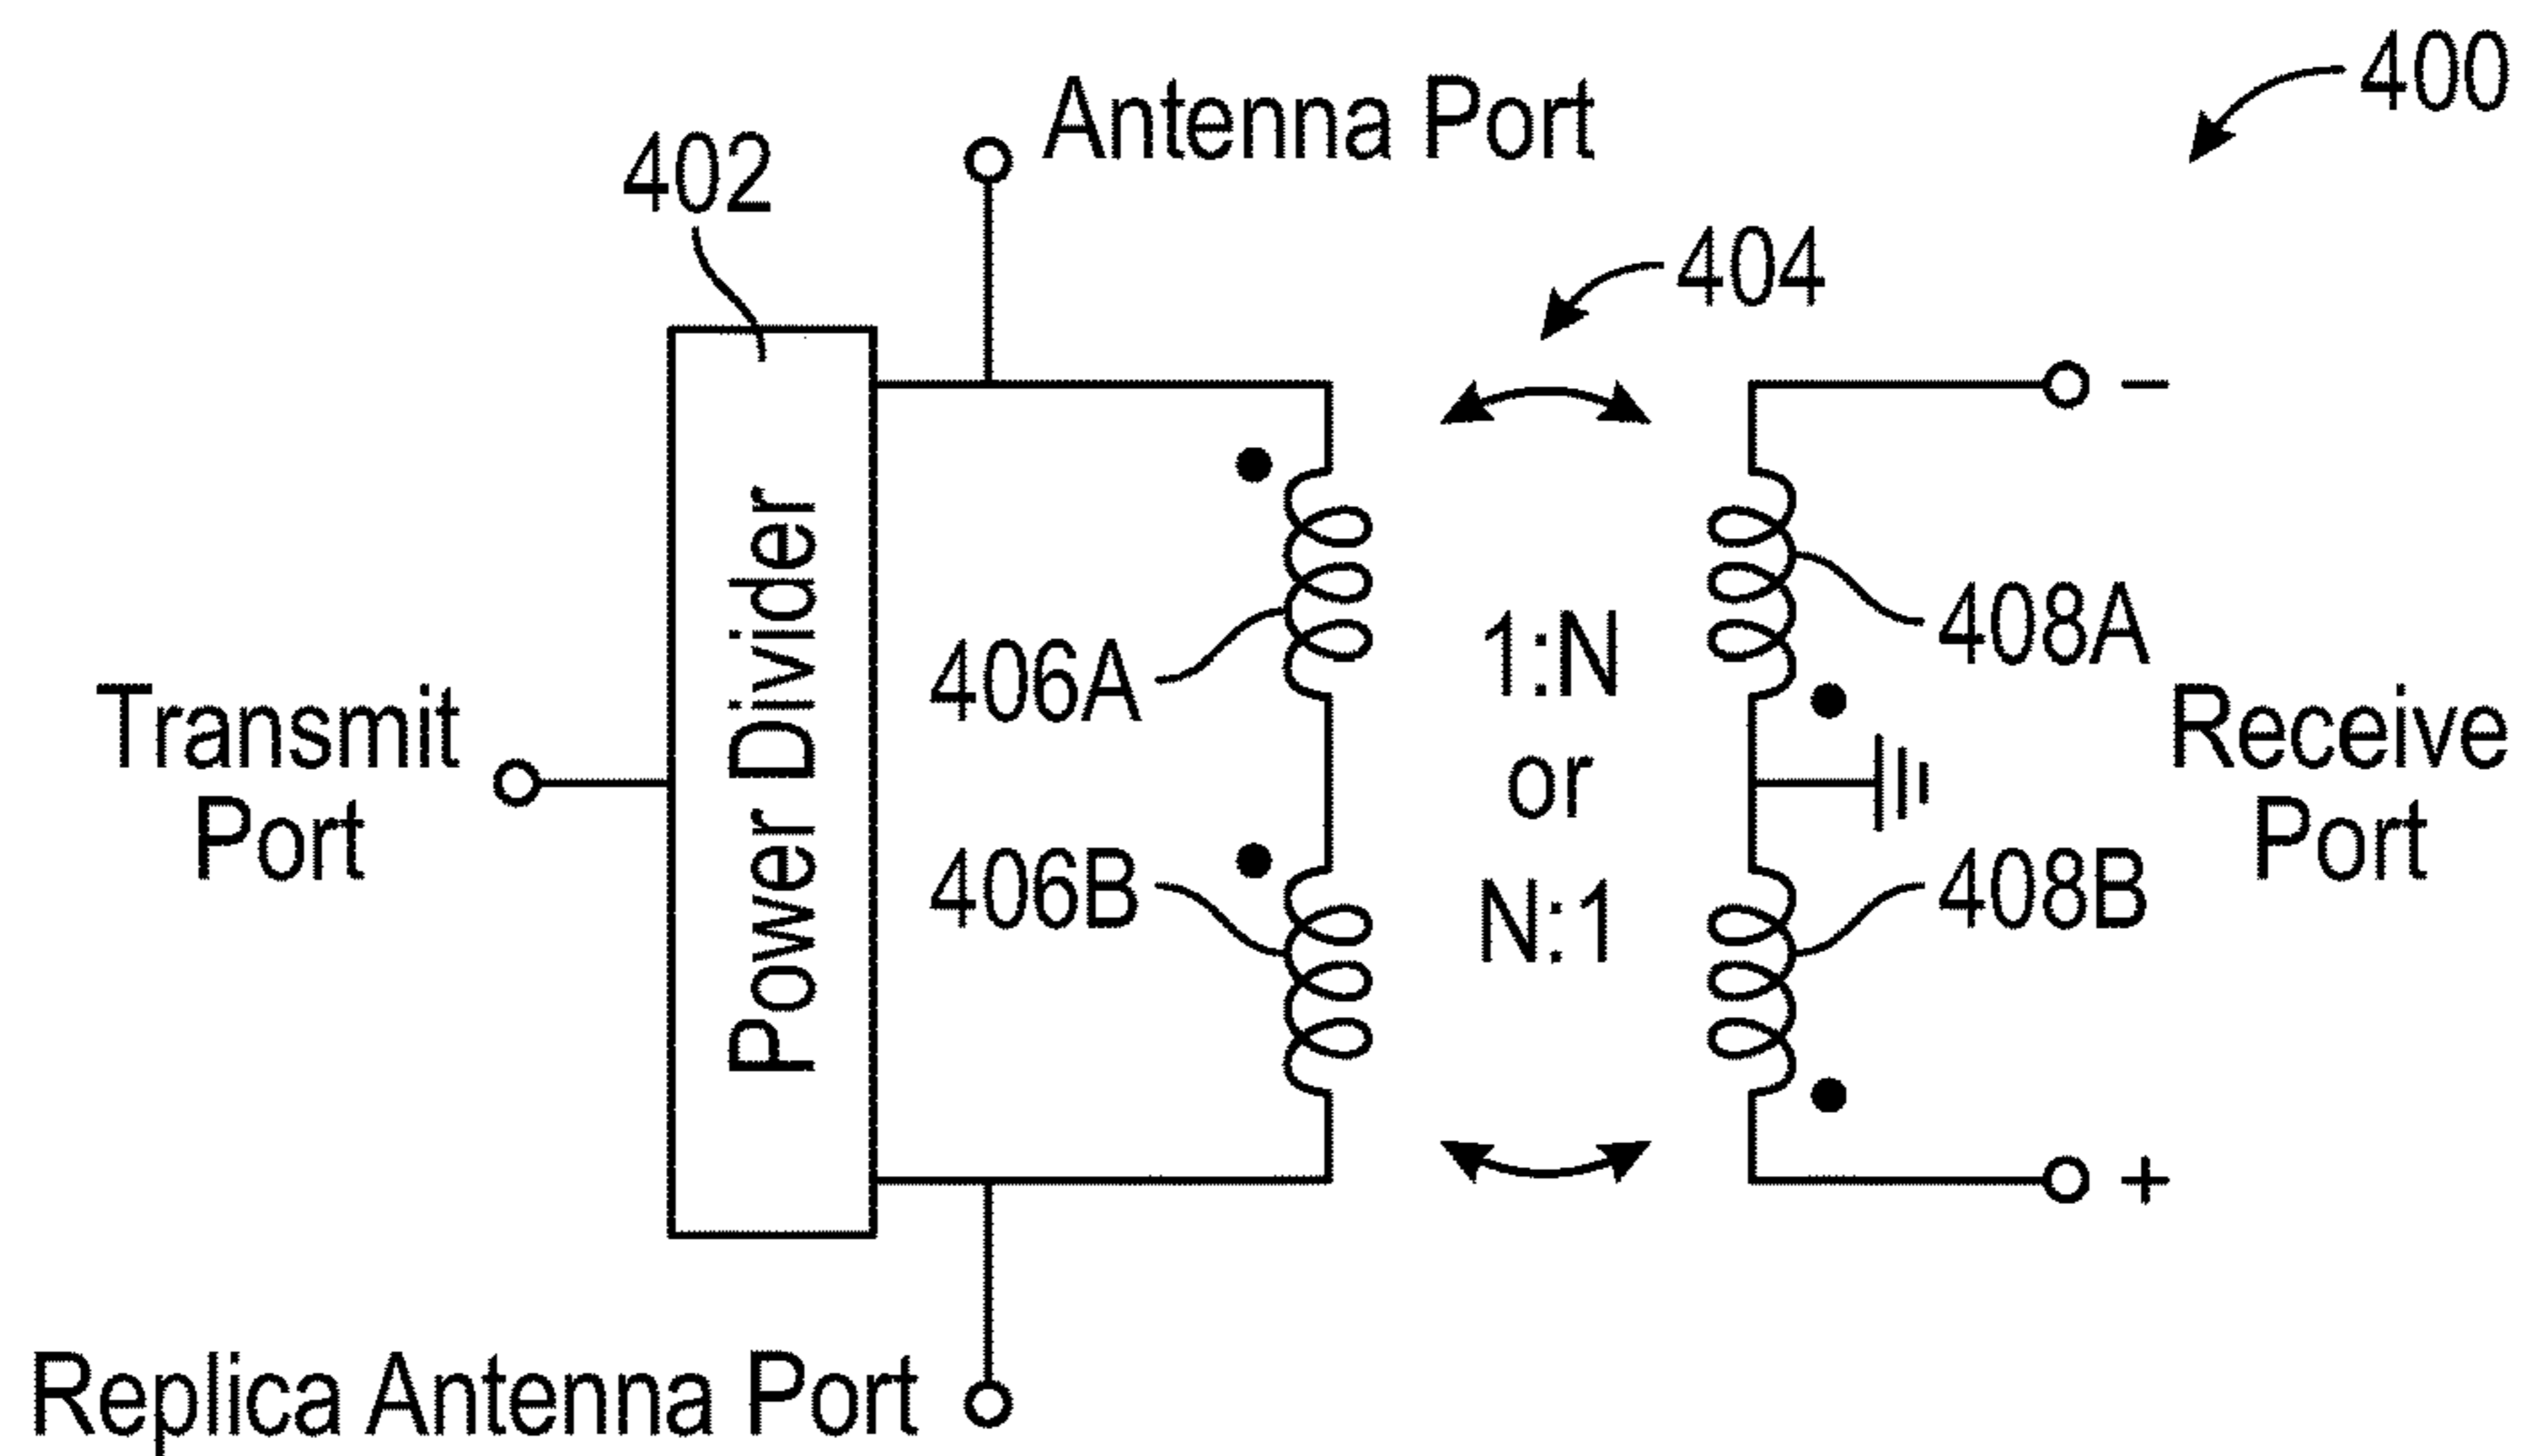 400
Antenna Port
402
404
Power Divider
406A
408A
1:N
or
N:1
Transmit
Port
Receive
Port
406B
408B
−
+
Replica Antenna Port